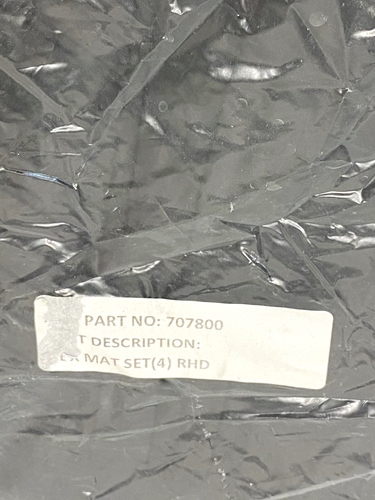 PART NO: 707800
DESCRIPTION:
MAT SET(4) RHD